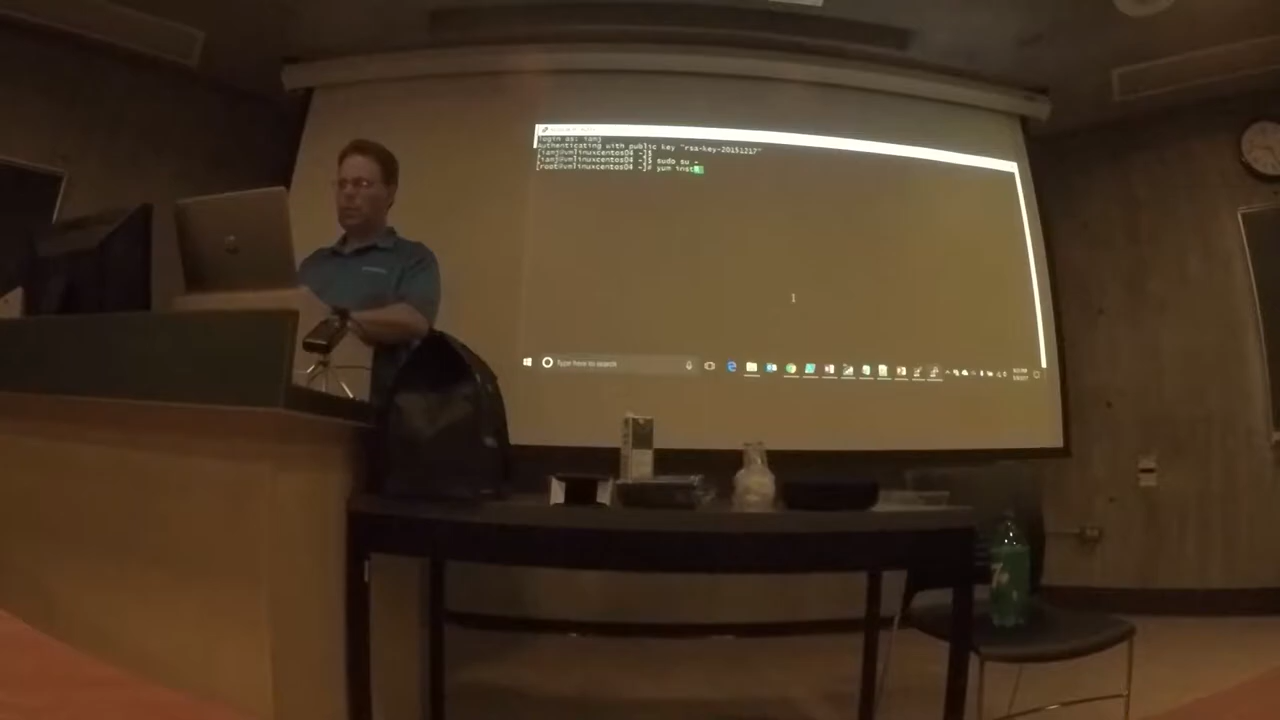 login as: ianj
Authenticating with public key "rsa-key-20151217"
[ianj@vmlinuxcentos04 ~]$
[ianj@vmlinuxcentos04 ~]$ sudo su -
[root@vmlinuxcentos04 ~]# yum inst
Type here to search
7